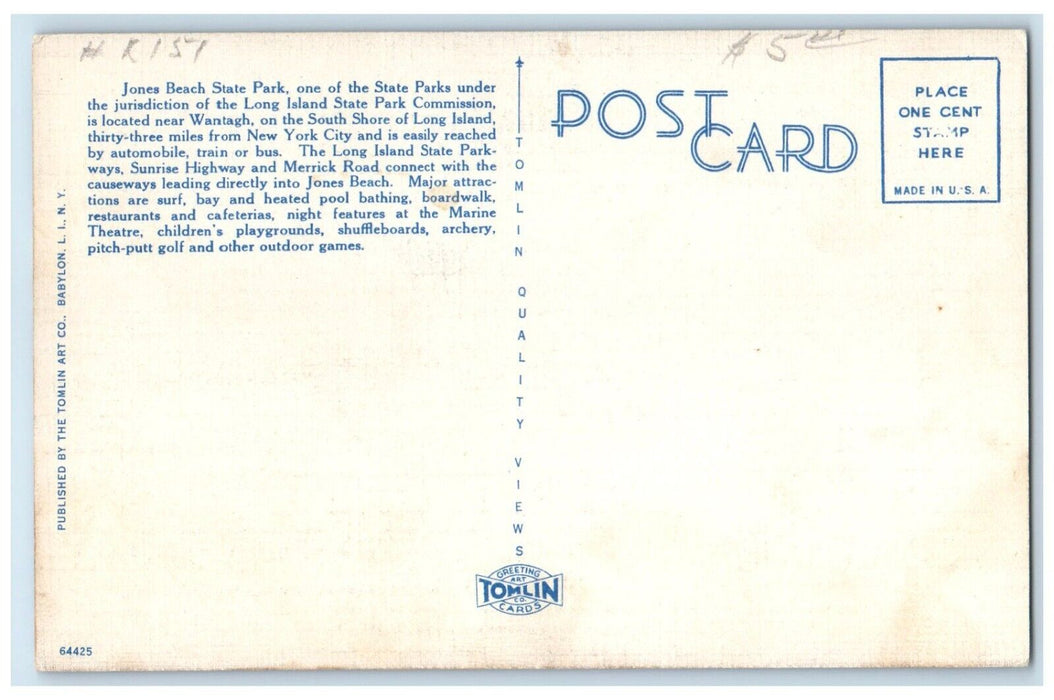 H R151
$5
Jones Beach State Park, one of the State Parks under
the jurisdiction of the Long Island State Park Commission,
is located near Wantagh, on the South Shore of Long Island,
thirty-three miles from New York City and is easily reached
by automobile, train or bus. The Long Island State Park-
ways, Sunrise Highway and Merrick Road connect with the
causeways leading directly into Jones Beach. Major attrac-
tions are surf, bay and heated pool bathing, boardwalk,
restaurants and cafeterias, night features at the Marine
Theatre, children's playgrounds, shuffleboards, archery,
pitch-putt golf and other outdoor games.
PUBLISHED BY THE TOMLIN ART CO., BABYLON, L. I., N. Y.
64425
TOMLIN QUALITY VIEWS
GREETING
ART
TOMLIN
CO.
CARDS
POST
CARD
PLACE
ONE CENT
STAMP
HERE
MADE IN U. S. A.